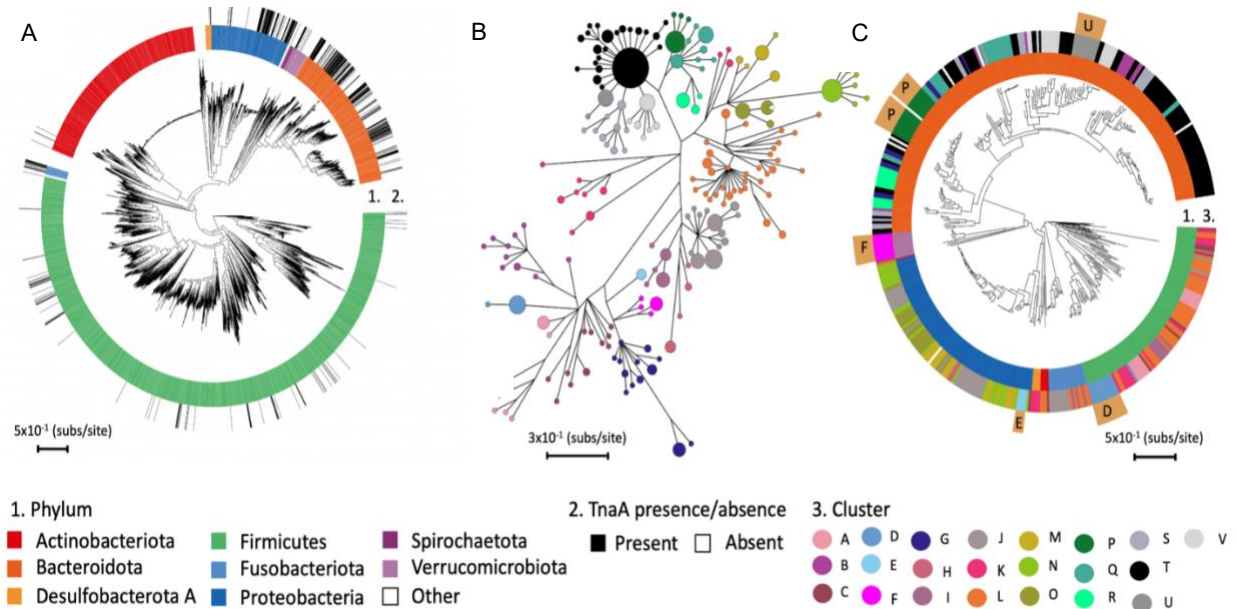 A
B
C
U
P
P
F
E
D
1. 2.
1. 3.
5x10⁻¹ (subs/site)
3x10⁻¹ (subs/site)
5x10⁻¹ (subs/site)
1. Phylum
Actinobacteriota
Bacteroidota
Desulfobacterota A
Firmicutes
Fusobacteriota
Proteobacteria
Spirochaetota
Verrucomicrobiota
Other
2. TnaA presence/absence
Present
Absent
3. Cluster
A
B
C
D
E
F
G
H
I
J
K
L
M
N
O
P
Q
R
S
T
U
V